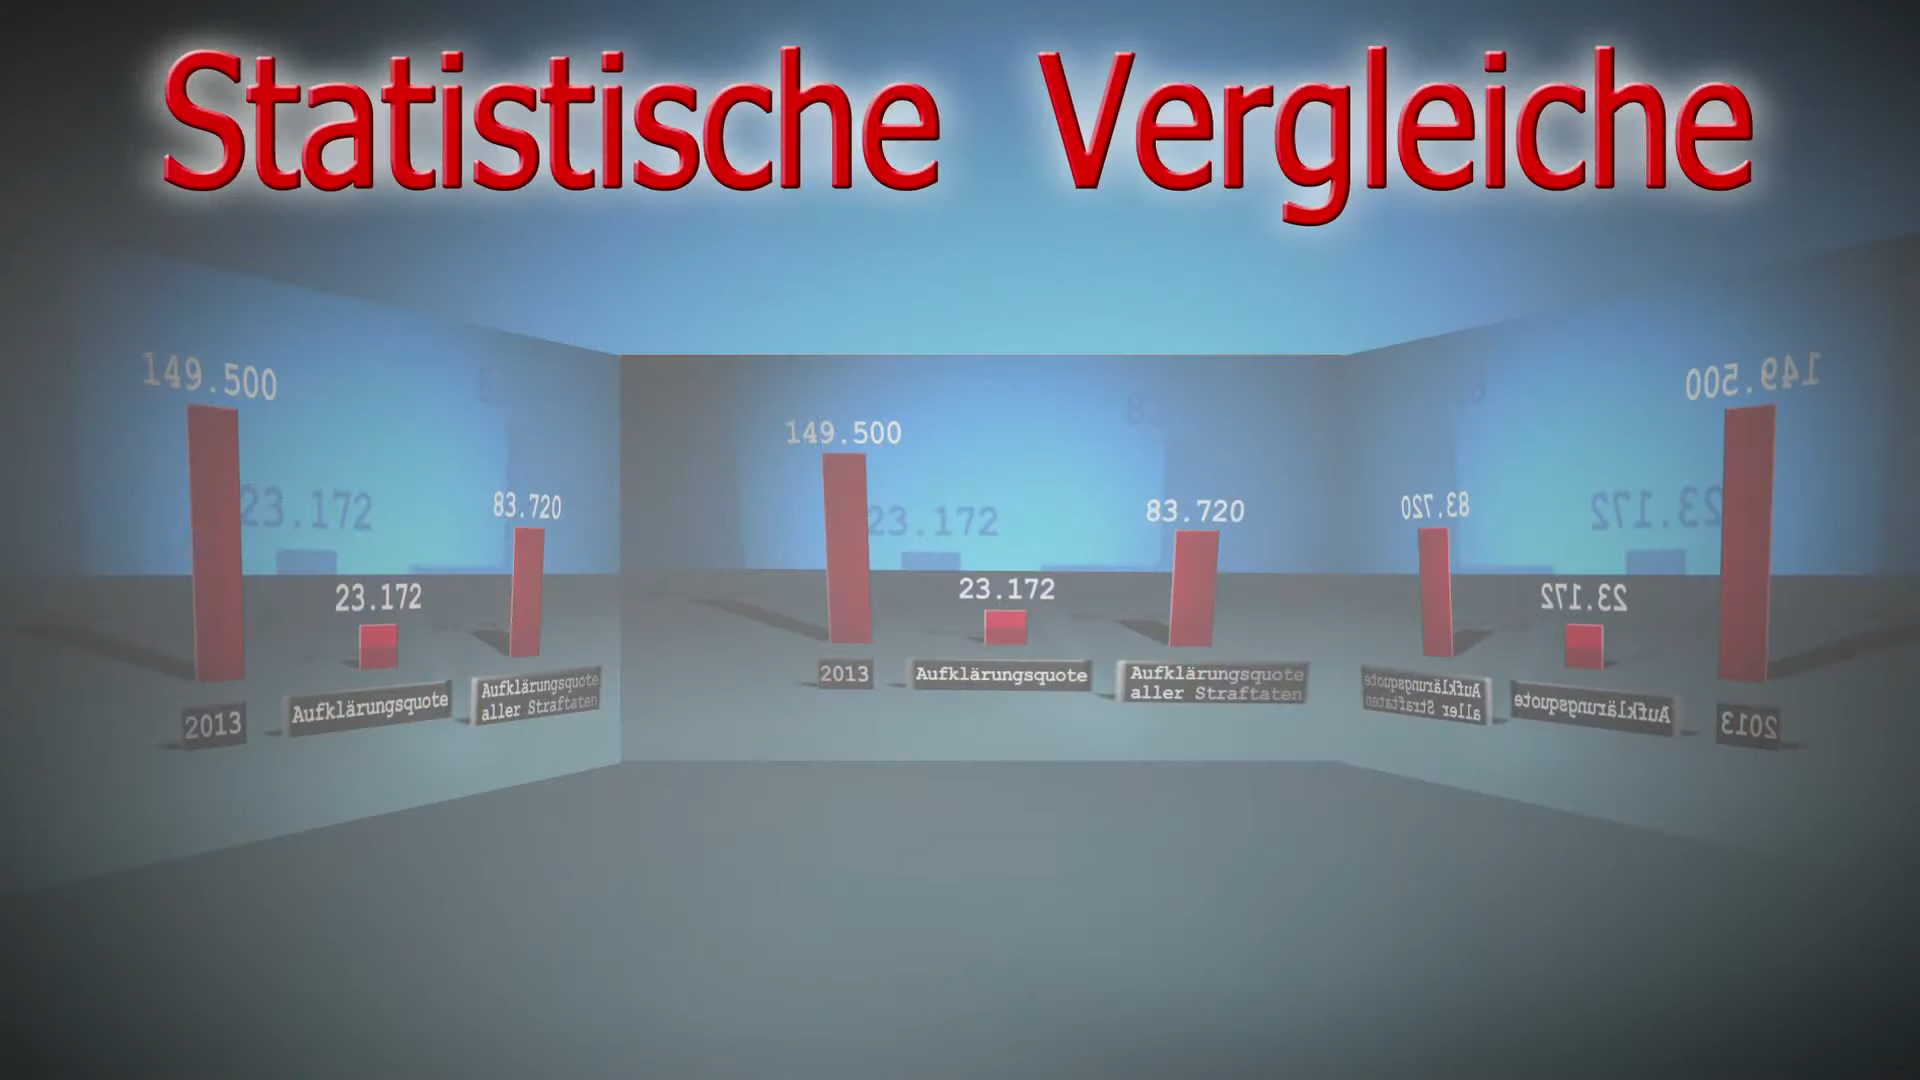 Statistische Vergleiche
149.500
23.172
83.720
23.172
2013
Aufklärungsquote
Aufklärungsquote
aller Straftaten
149.500
23.172
83.720
23.172
2013
Aufklärungsquote
Aufklärungsquote
aller Straftaten
149.500
23.172
83.720
23.172
2013
Aufklärungsquote
Aufklärungsquote
aller Straftaten